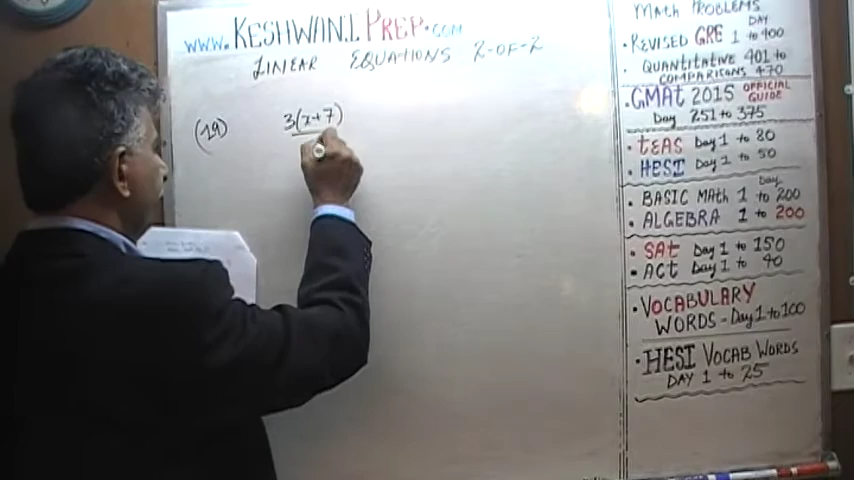 www.KESHWANIPREP.COM
LINEAR EQUATIONS 2-OF-2
(19) 3(x+7)
MATH PROBLEMS
• REVISED GRE DAY 1 to 400
• QUANTITATIVE 401 to
COMPARISONS 470
• GMAT 2015 OFFICIAL GUIDE
Day 251 to 375
• TEAS Day 1 to 80
• HESI Day 1 to 50
Day
• BASIC MATH 1 to 200
• ALGEBRA 1 to 200
• SAT Day 1 to 150
• ACT Day 1 to 40
• VOCABULARY
WORDS - Day 1 to 100
• HESI VOCAB WORDS
DAY 1 to 25